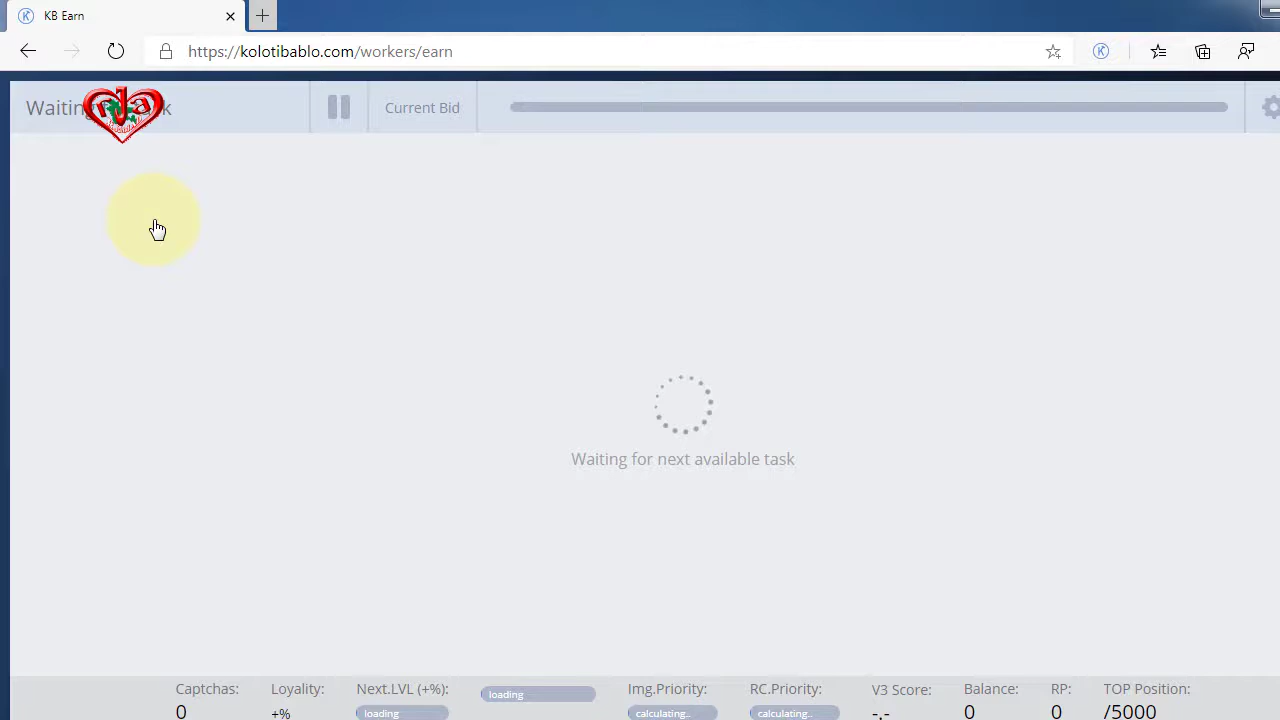 KB Earn
https://kolotibablo.com/workers/earn
Waiting
Current Bid
Waiting for next available task
Captchas:
0
Loyality:
+%
Next.LVL (+%):
loading
loading
Img.Priority:
calculating..
RC.Priority:
calculating..
V3 Score:
-.-
Balance:
0
RP:
0
TOP Position:
/5000